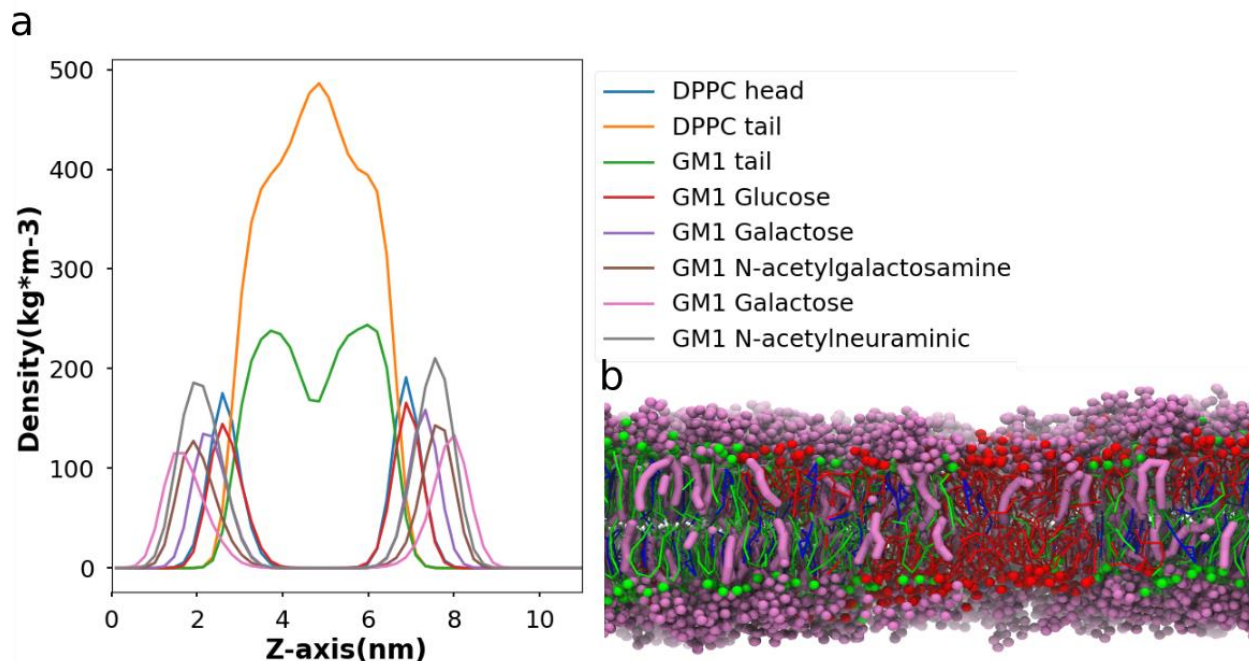 a
500
400
300
200
100
0
Density(kg*m-3)
0 2 4 6 8 10
Z-axis(nm)
DPPC head
DPPC tail
GM1 tail
GM1 Glucose
GM1 Galactose
GM1 N-acetylgalactosamine
GM1 Galactose
GM1 N-acetylneuraminic
b